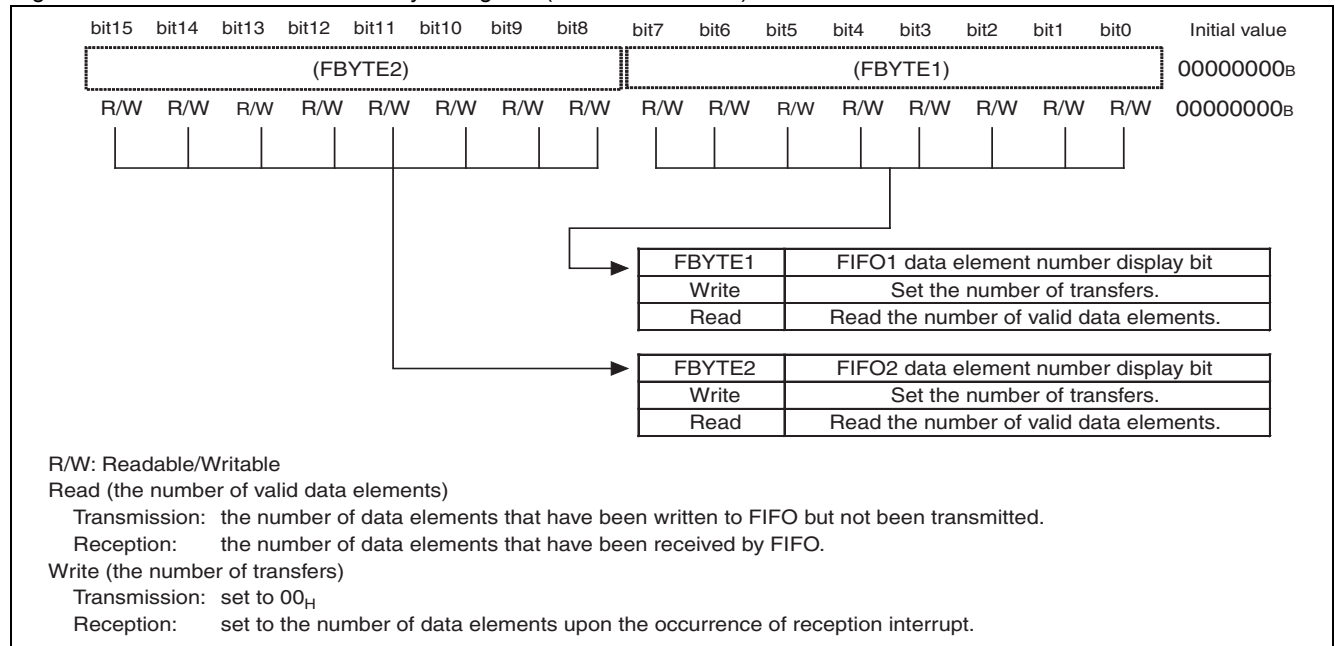 bit15 bit14 bit13 bit12 bit11 bit10 bit9 bit8 bit7 bit6 bit5 bit4 bit3 bit2 bit1 bit0 Initial value
(FBYTE2) (FBYTE1) 00000000B
R/W R/W R/W R/W R/W R/W R/W R/W R/W R/W R/W R/W R/W R/W R/W R/W 00000000B
FBYTE1 FIFO1 data element number display bit
Write Set the number of transfers.
Read Read the number of valid data elements.
FBYTE2 FIFO2 data element number display bit
Write Set the number of transfers.
Read Read the number of valid data elements.
R/W: Readable/Writable
Read (the number of valid data elements)
Transmission: the number of data elements that have been written to FIFO but not been transmitted.
Reception: the number of data elements that have been received by FIFO.
Write (the number of transfers)
Transmission: set to 00H
Reception: set to the number of data elements upon the occurrence of reception interrupt.